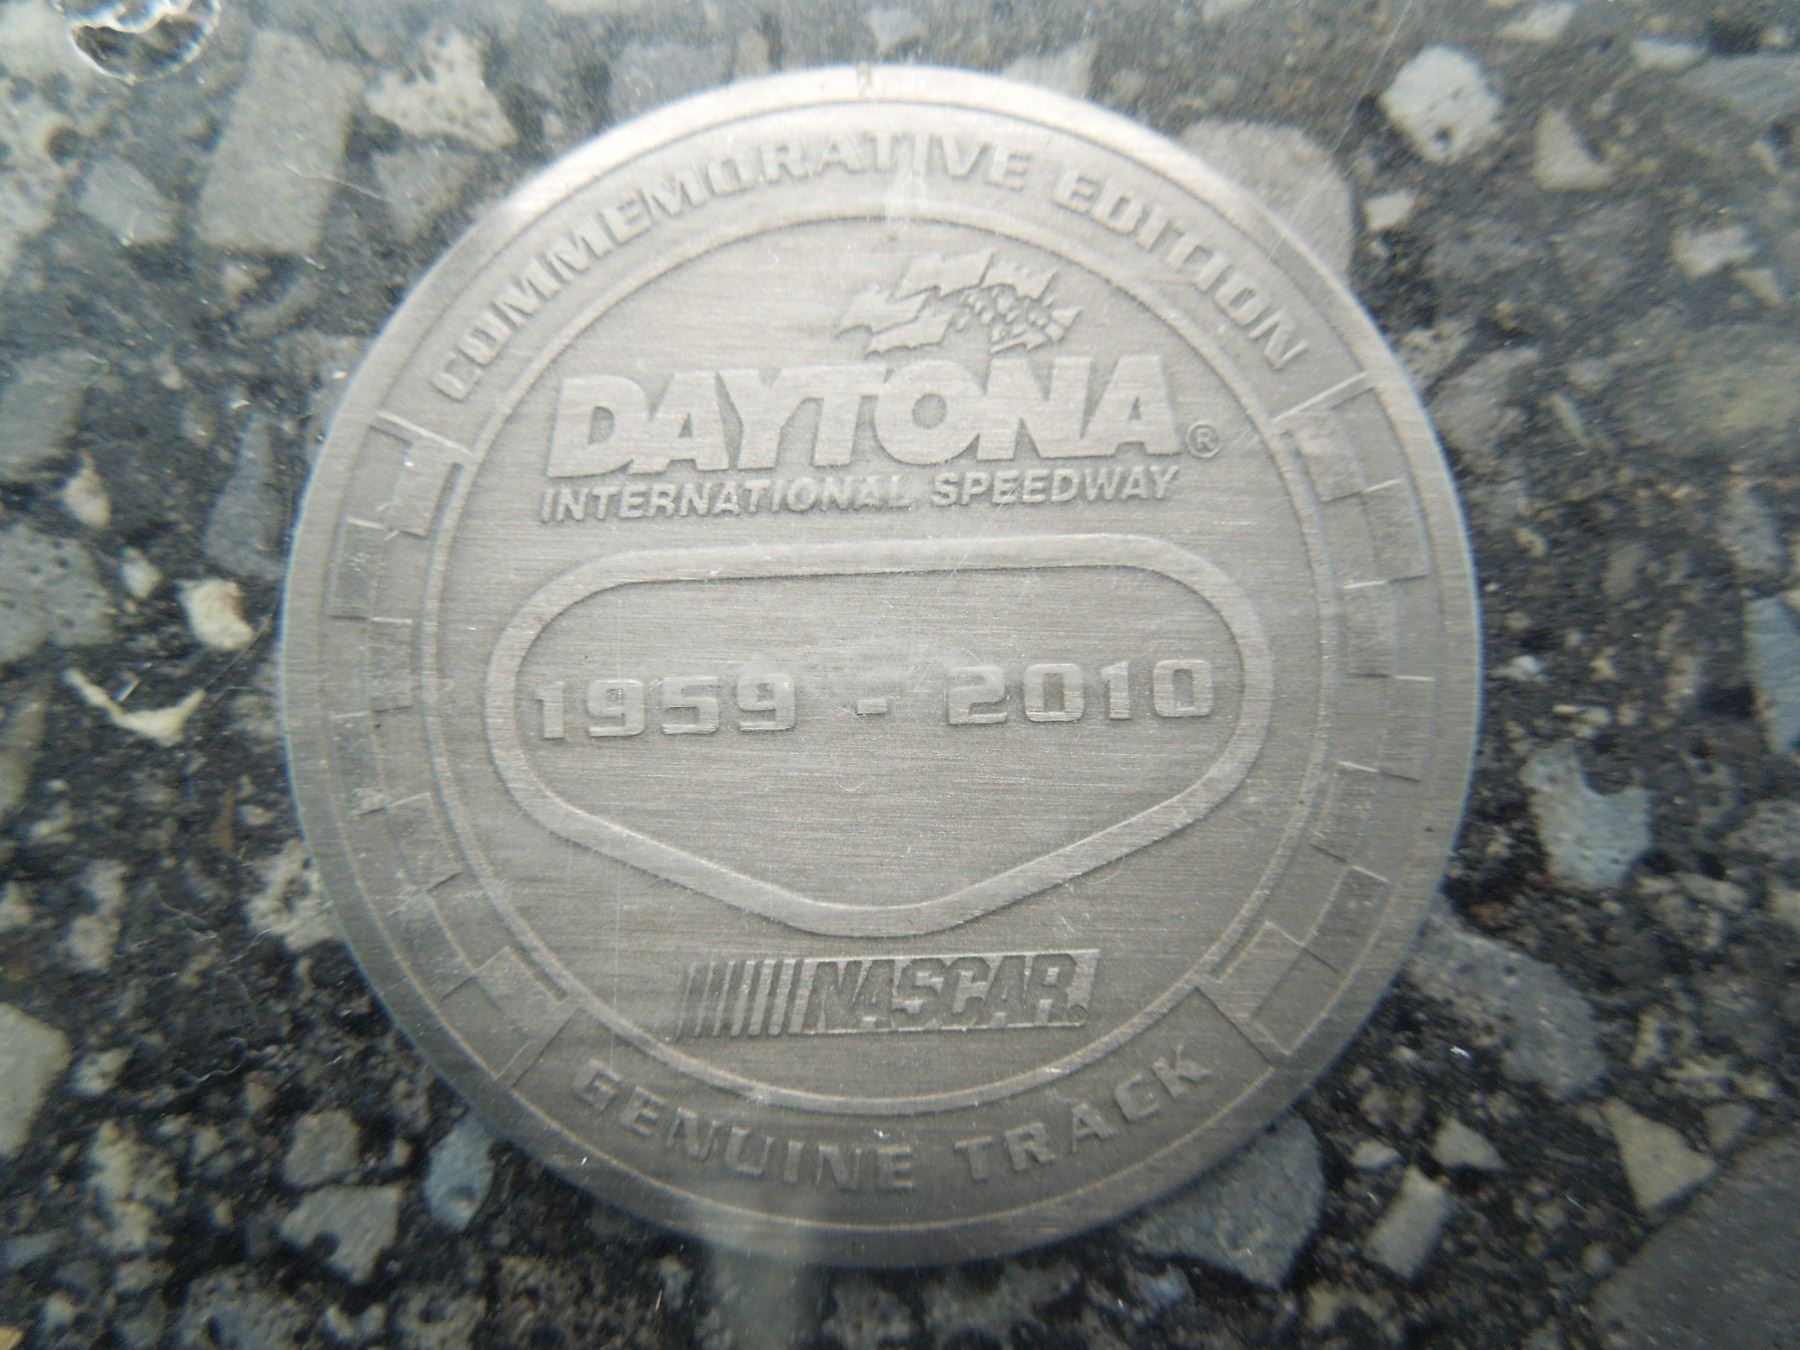 COMMEMORATIVE EDITION
DAYTONA®
INTERNATIONAL SPEEDWAY
1959 - 2010
NASCAR®
GENUINE TRACK